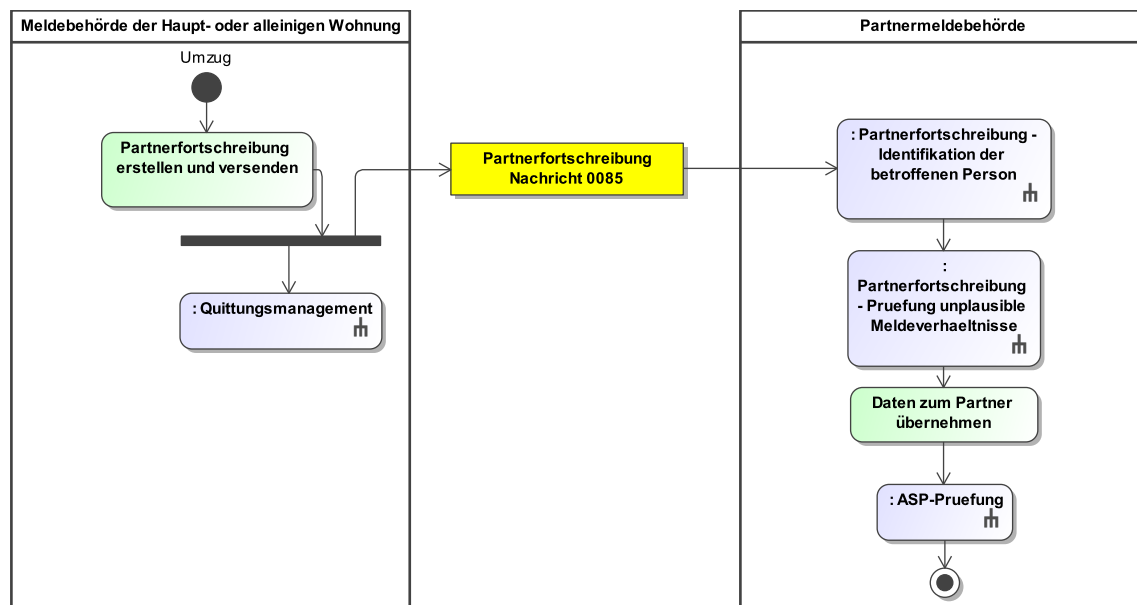 Meldebehörde der Haupt- oder alleinigen Wohnung
Umzug
Partnerfortschreibung
erstellen und versenden
: Quittungsmanagement
Partnerfortschreibung
Nachricht 0085
Partnermeldebehörde
: Partnerfortschreibung -
Identifikation der
betroffenen Person
:
Partnerfortschreibung
- Pruefung unplausible
Meldeverhaeltnisse
Daten zum Partner
übernehmen
: ASP-Pruefung